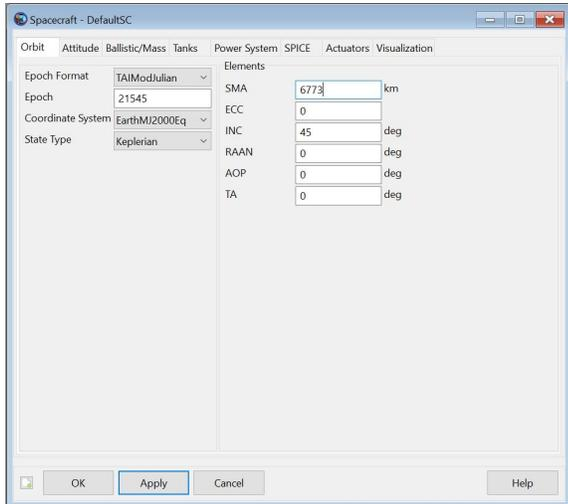 Spacecraft - DefaultSC
Orbit Attitude Ballistic/Mass Tanks Power System SPICE Actuators Visualization
Epoch Format TAIModJulian
Epoch 21545
Coordinate System EarthMJ2000Eq
State Type Keplerian
Elements
SMA 6773 km
ECC 0
INC 45 deg
RAAN 0 deg
AOP 0 deg
TA 0 deg
OK Apply Cancel Help